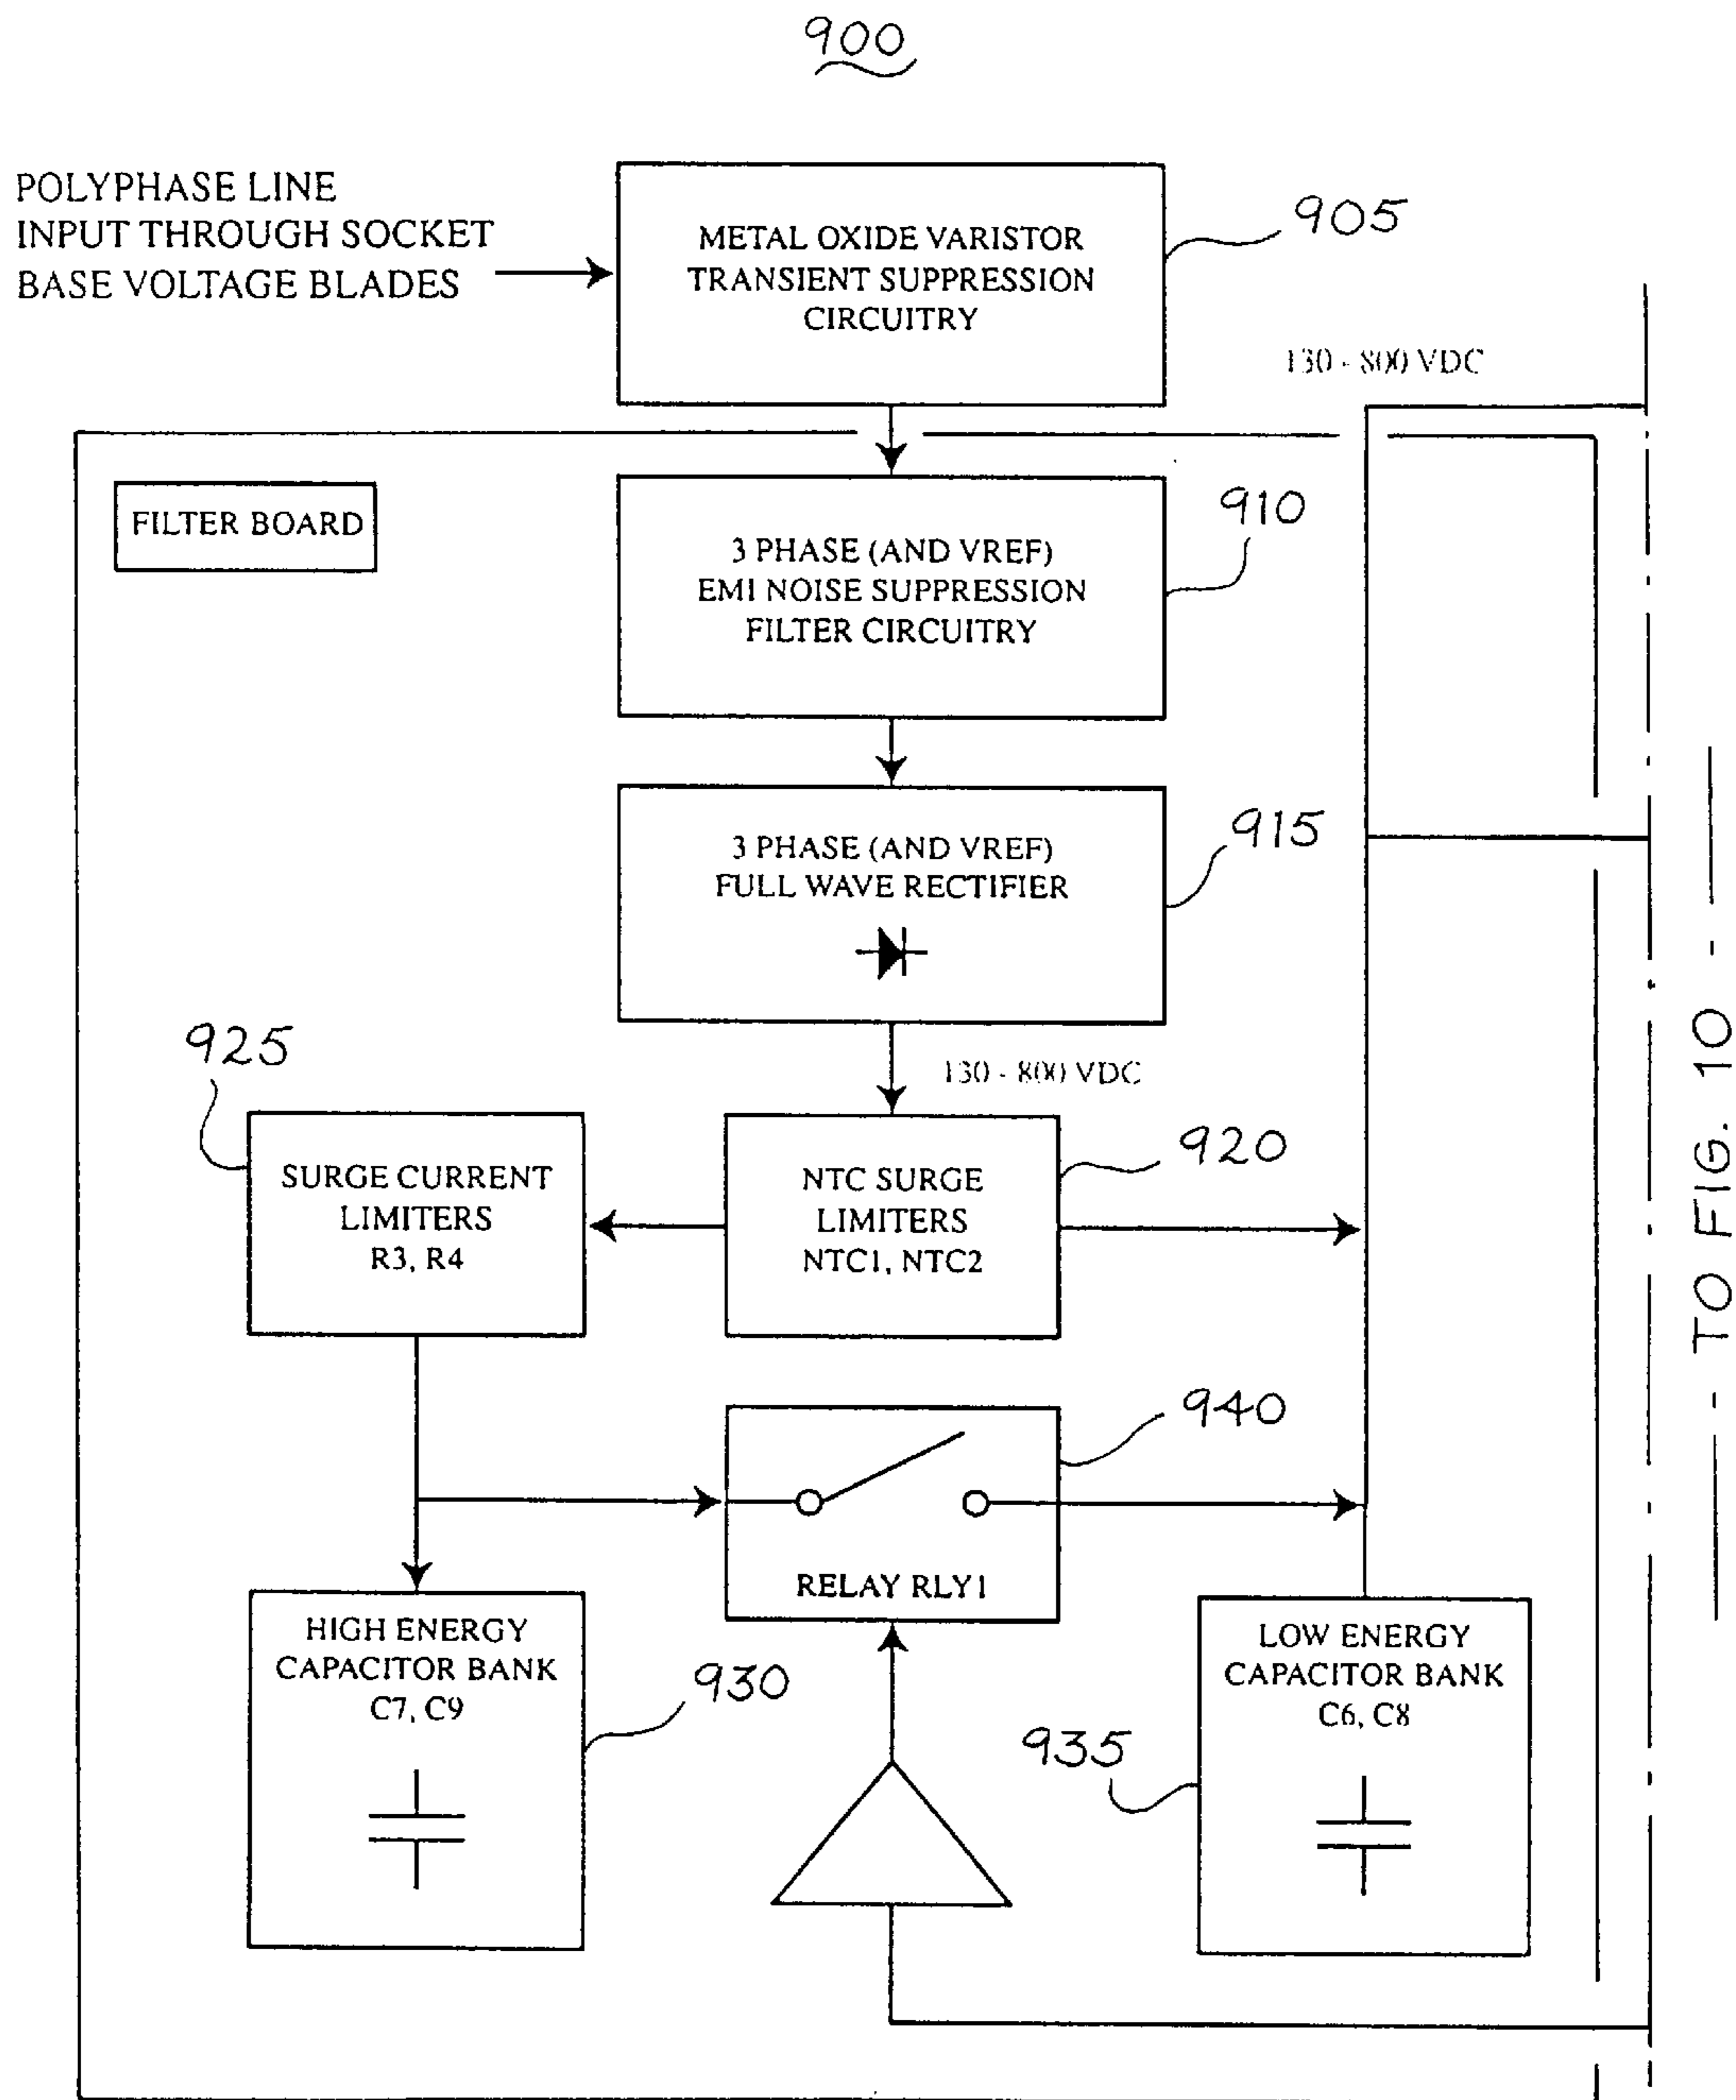 900
POLYPHASE LINE
INPUT THROUGH SOCKET
BASE VOLTAGE BLADES
METAL OXIDE VARISTOR
TRANSIENT SUPPRESSION
CIRCUITRY
905
130 - 800 VDC
FILTER BOARD
3 PHASE (AND VREF)
EMI NOISE SUPPRESSION
FILTER CIRCUITRY
910
3 PHASE (AND VREF)
FULL WAVE RECTIFIER
915
130 - 800 VDC
925
SURGE CURRENT
LIMITERS
R3, R4
NTC SURGE
LIMITERS
NTC1, NTC2
920
TO FIG. 10
940
RELAY RLY1
HIGH ENERGY
CAPACITOR BANK
C7, C9
930
LOW ENERGY
CAPACITOR BANK
C6, C8
935